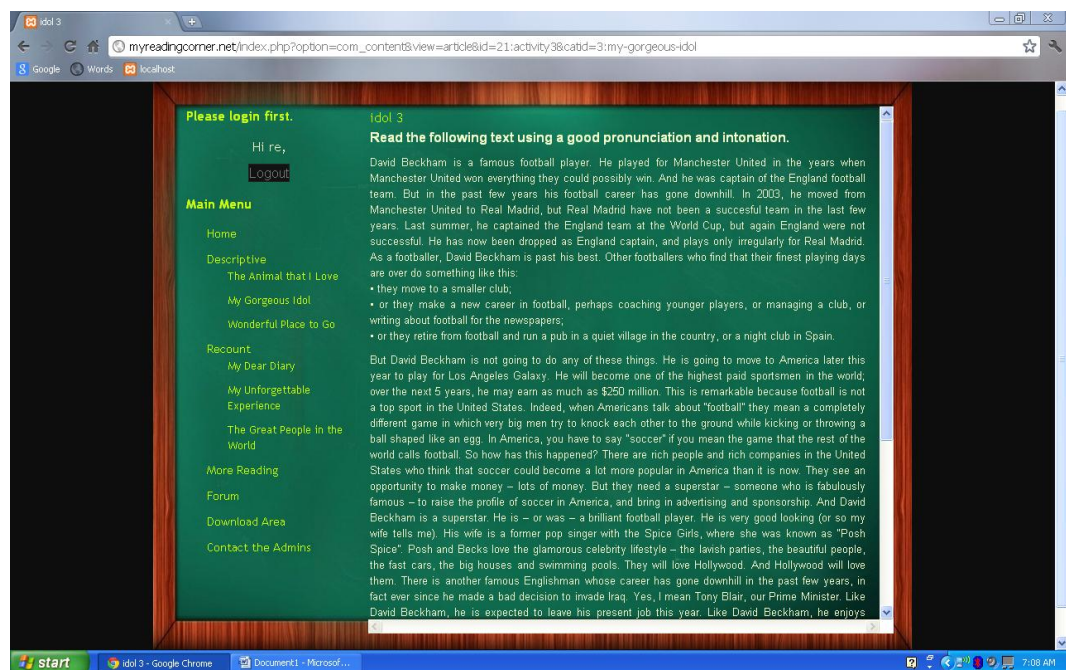 idol 3
myreadingcorner.net/index.php?option=com_content&view=article&id=21:activity3&catid=3:my-gorgeous-idol
Google Words localhost
Please login first.
Hi re,
Logout
Main Menu
Home
Descriptive
The Animal that I Love
My Gorgeous Idol
Wonderful Place to Go
Recount
My Dear Diary
My Unforgettable
Experience
The Great People in the
World
More Reading
Forum
Download Area
Contact the Admins
Idol 3
Read the following text using a good pronunciation and intonation.
David Beckham is a famous football player. He played for Manchester United in the years when
Manchester United won everything they could possibly win. And he was captain of the England football
team. But in the past few years his football career has gone downhill. In 2003, he moved from
Manchester United to Real Madrid, but Real Madrid have not been a succesful team in the last few
years. Last summer, he captained the England team at the World Cup, but again England were not
successful. He has now been dropped as England captain, and plays only irregularly for Real Madrid.
As a footballer, David Beckham is past his best. Other footballers who find that their finest playing days
are over do something like this:
• they move to a smaller club;
• or they make a new career in football, perhaps coaching younger players, or managing a club, or
writing about football for the newspapers;
• or they retire from football and run a pub in a quiet village in the country, or a night club in Spain.
But David Beckham is not going to do any of these things. He is going to move to America later this
year to play for Los Angeles Galaxy. He will become one of the highest paid sportsmen in the world;
over the next 5 years, he may earn as much as $250 million. This is remarkable because football is not
a top sport in the United States. Indeed, when Americans talk about "football" they mean a completely
different game in which very big men try to knock each other to the ground while kicking or throwing a
ball shaped like an egg. In America, you have to say "soccer" if you mean the game that the rest of the
world calls football. So how has this happened? There are rich people and rich companies in the United
States who think that soccer could become a lot more popular in America than it is now. They see an
opportunity to make money – lots of money. But they need a superstar – someone who is fabulously
famous – to raise the profile of soccer in America, and bring in advertising and sponsorship. And David
Beckham is a superstar. He is – or was – a brilliant football player. He is very good looking (or so my
wife tells me). His wife is a former pop singer with the Spice Girls, where she was known as "Posh
Spice". Posh and Becks love the glamorous celebrity lifestyle – the lavish parties, the beautiful people,
the fast cars, the big houses and swimming pools. They will love Hollywood. And Hollywood will love
them. There is another famous Englishman whose career has gone downhill in the past few years, in
fact ever since he made a bad decision to invade Iraq. Yes, I mean Tony Blair, our Prime Minister. Like
David Beckham, he is expected to leave his present job this year. Like David Beckham, he enjoys
start
idol 3 - Google Chrome
Document1 - Microsof...
7:08 AM